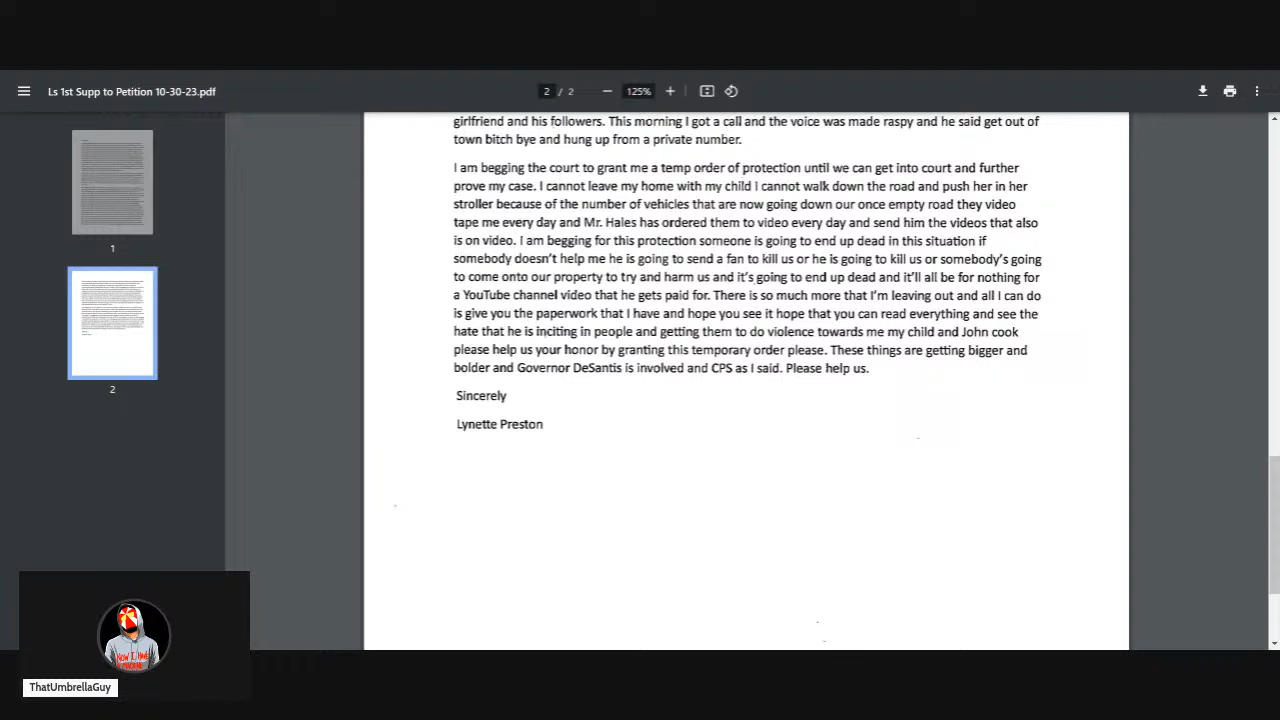 Ls 1st Supp to Petition 10-30-23.pdf
2 / 2
125%
1
2
girlfriend and his followers. This morning I got a call and the voice was made raspy and he said get out of
town bitch bye and hung up from a private number.
I am begging the court to grant me a temp order of protection until we can get into court and further
prove my case. I cannot leave my home with my child I cannot walk down the road and push her in her
stroller because of the number of vehicles that are now going down our once empty road they video
tape me every day and Mr. Hales has ordered them to video every day and send him the videos that also
is on video. I am begging for this protection someone is going to end up dead in this situation if
somebody doesn't help me he is going to send a fan to kill us or he is going to kill us or somebody's going
to come onto our property to try and harm us and it's going to end up dead and it'll all be for nothing for
a YouTube channel video that he gets paid for. There is so much more that I'm leaving out and all I can do
is give you the paperwork that I have and hope you see it hope that you can read everything and see the
hate that he is inciting in people and getting them to do violence towards me my child and John cook
please help us your honor by granting this temporary order please. These things are getting bigger and
bolder and Governor DeSantis is involved and CPS as I said. Please help us.
Sincerely
Lynette Preston
ThatUmbrellaGuy